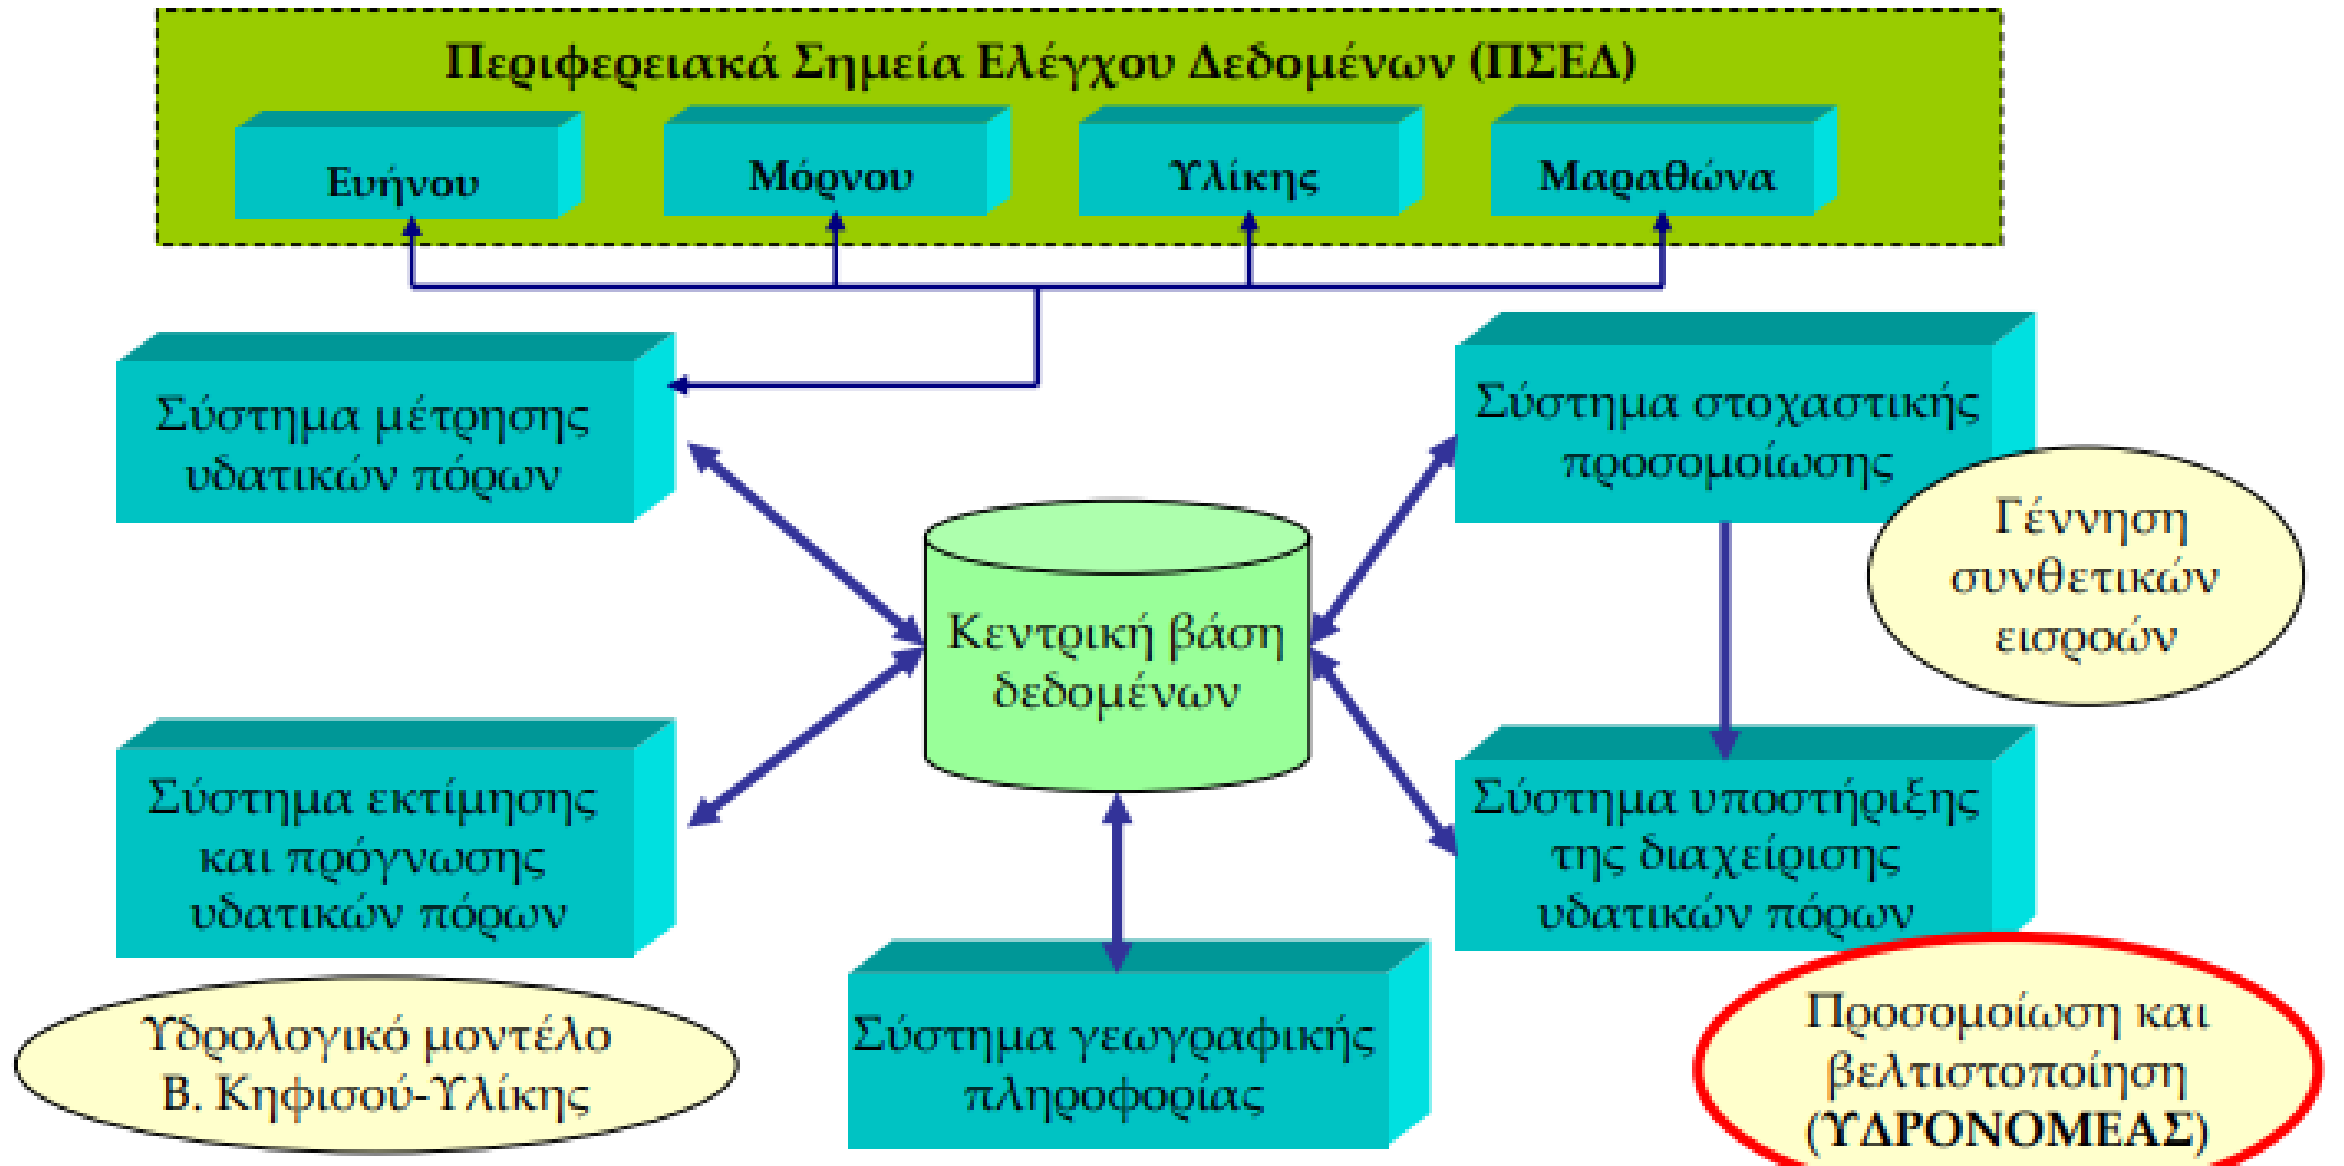 Περιφερειακά Σημεία Ελέγχου Δεδομένων (ΠΣΕΔ)
Ευήνου
Μόρνου
Υλίκης
Μαραθώνα
Σύστημα μέτρησης
υδατικών πόρων
Σύστημα στοχαστικής
προσομοίωσης
Γέννηση
συνθετικών
εισροών
Κεντρική βάση
δεδομένων
Σύστημα εκτίμησης
και πρόγνωσης
υδατικών πόρων
Σύστημα υποστήριξης
της διαχείρισης
υδατικών πόρων
Υδρολογικό μοντέλο
Β. Κηφισού-Υλίκης
Σύστημα γεωγραφικής
πληροφορίας
Προσομοίωση και
βελτιστοποίηση
(ΥΔΡΟΝΟΜΕΑΣ)